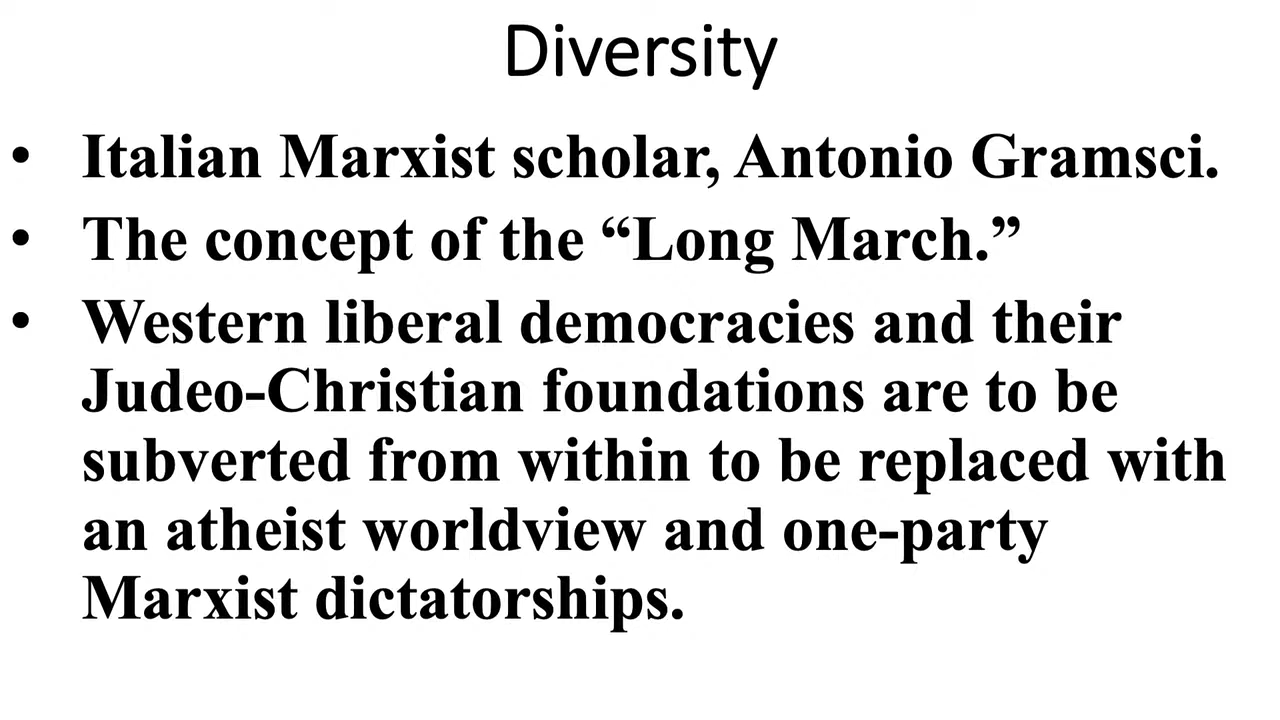 Diversity
• Italian Marxist scholar, Antonio Gramsci.
• The concept of the “Long March.”
• Western liberal democracies and their
Judeo-Christian foundations are to be
subverted from within to be replaced with
an atheist worldview and one-party
Marxist dictatorships.